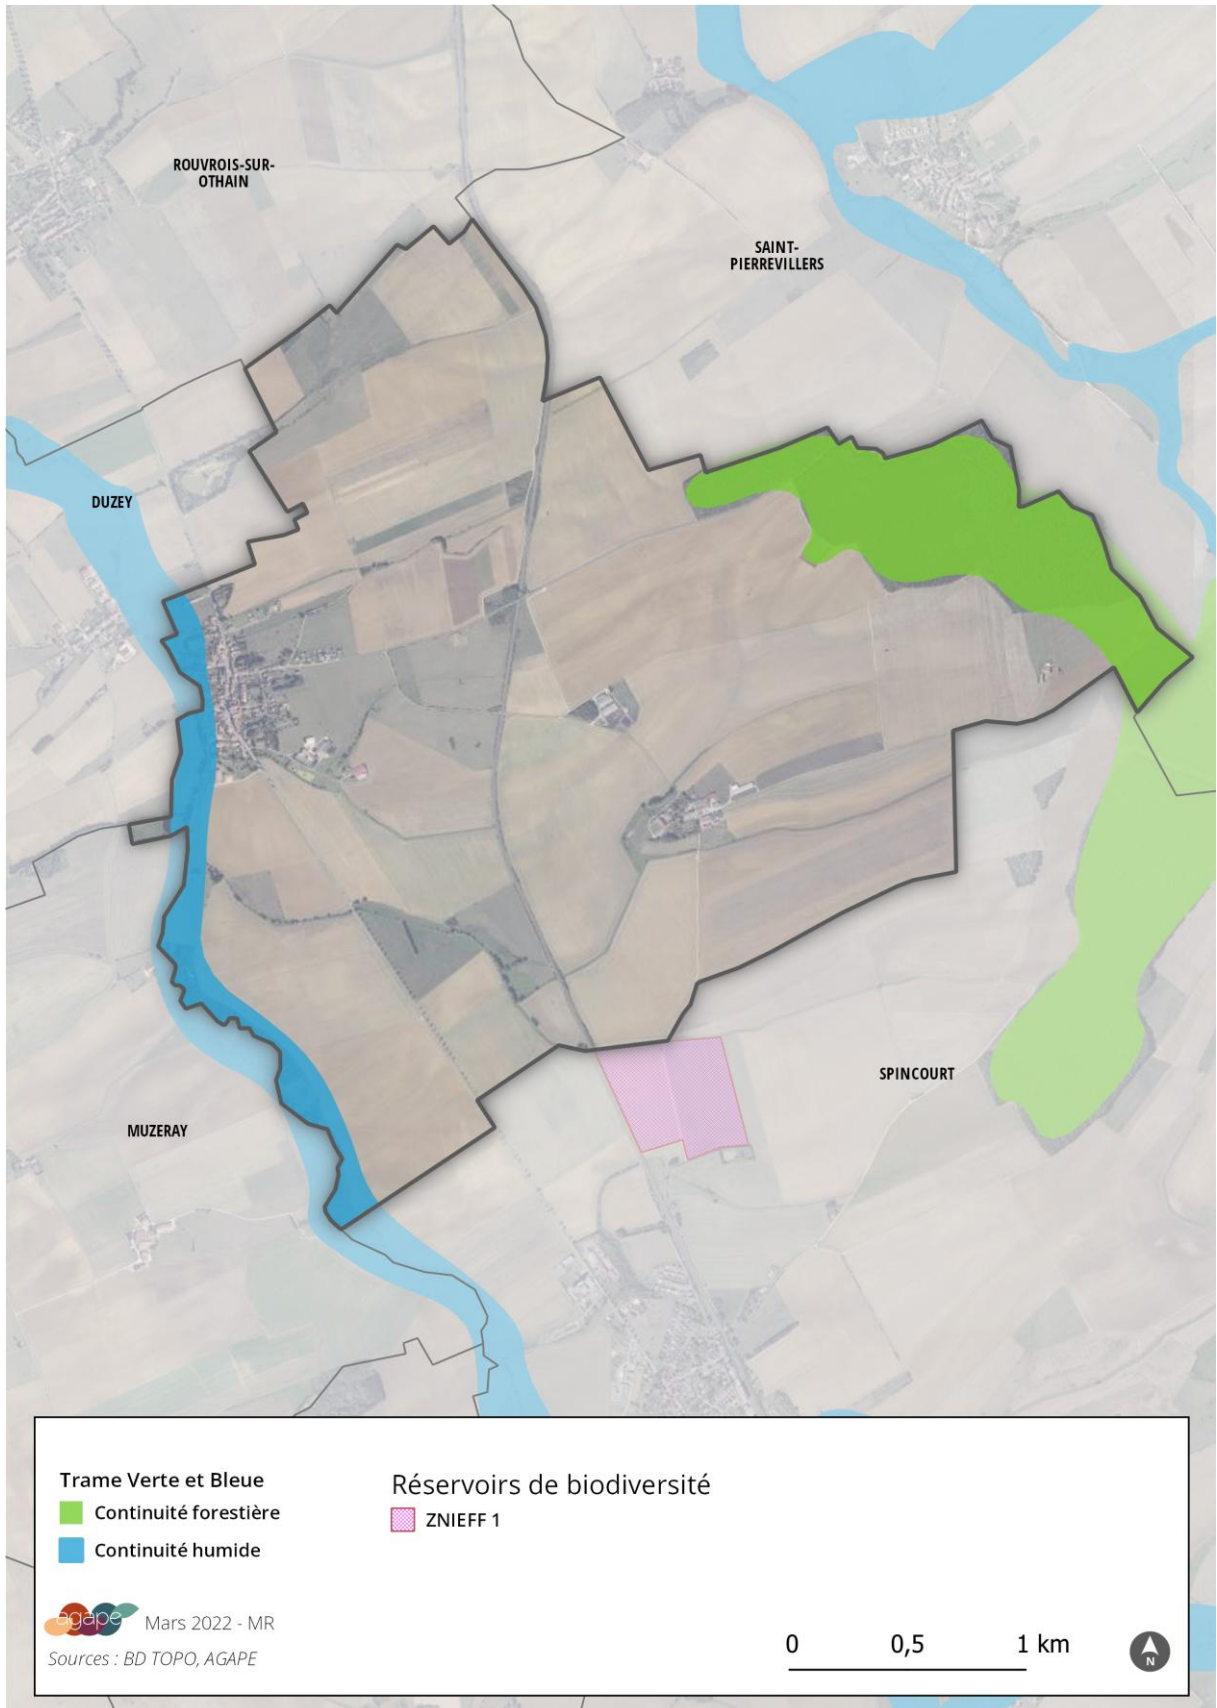 ROUVROIS-SUR-
OTHAIN
SAINT-
PIERREVILLERS
DUZEY
SPINCOURT
MUZERAY
Trame Verte et Bleue
Continuité forestière
Continuité humide
Réservoirs de biodiversité
ZNIEFF 1
agape Mars 2022 - MR
Sources : BD TOPO, AGAPE
0 0,5 1 km
N